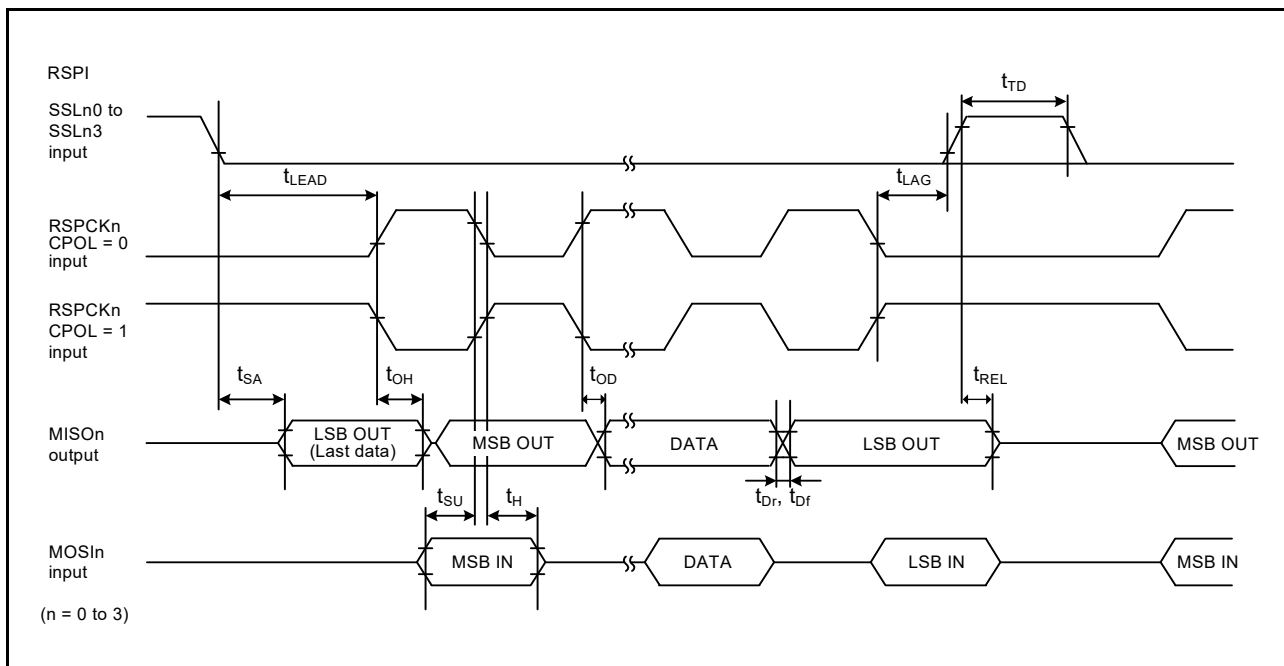 RSPI
SSLn0 to
SSLn3
input
tTD
tLEAD
tLAG
RSPCKn
CPOL = 0
input
RSPCKn
CPOL = 1
input
tSA
tOH
tOD
tREL
MISOn
output
LSB OUT
(Last data)
MSB OUT
DATA
LSB OUT
MSB OUT
tSU
tH
tDr, tDf
MOSIn
input
MSB IN
DATA
LSB IN
MSB IN
(n = 0 to 3)